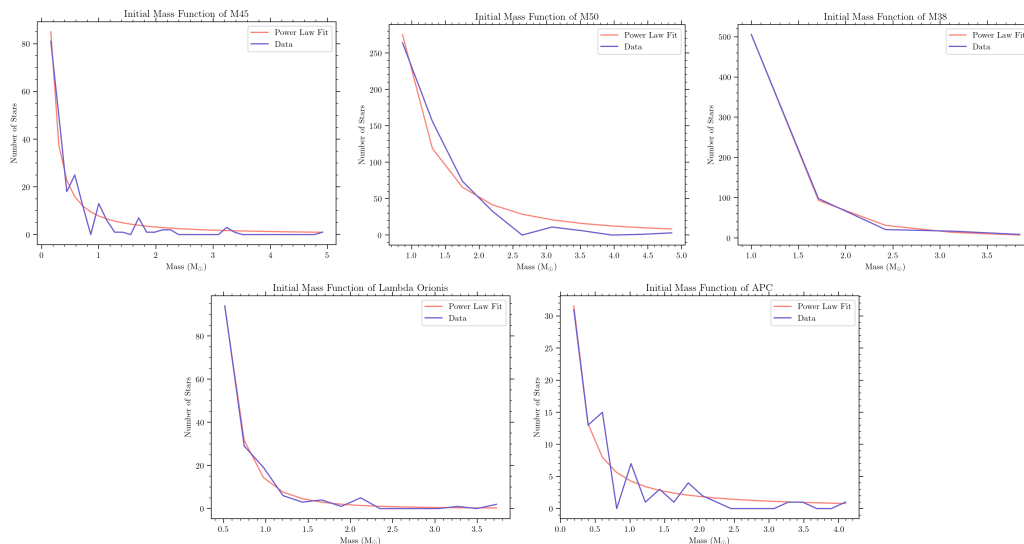 Initial Mass Function of M45
80
60
40
20
0
0 1 2 3 4 5
Number of Stars
Mass (M☉)
Power Law Fit
Data
Initial Mass Function of M50
250
200
150
100
50
0
1.0 1.5 2.0 2.5 3.0 3.5 4.0 4.5 5.0
Number of Stars
Mass (M☉)
Power Law Fit
Data
Initial Mass Function of M38
500
400
300
200
100
0
1.0 1.5 2.0 2.5 3.0 3.5
Number of Stars
Mass (M☉)
Power Law Fit
Data
Initial Mass Function of Lambda Orionis
80
60
40
20
0
0.5 1.0 1.5 2.0 2.5 3.0 3.5
Number of Stars
Mass (M☉)
Power Law Fit
Data
Initial Mass Function of APC
30
25
20
15
10
5
0
0.0 0.5 1.0 1.5 2.0 2.5 3.0 3.5 4.0
Number of Stars
Mass (M☉)
Power Law Fit
Data